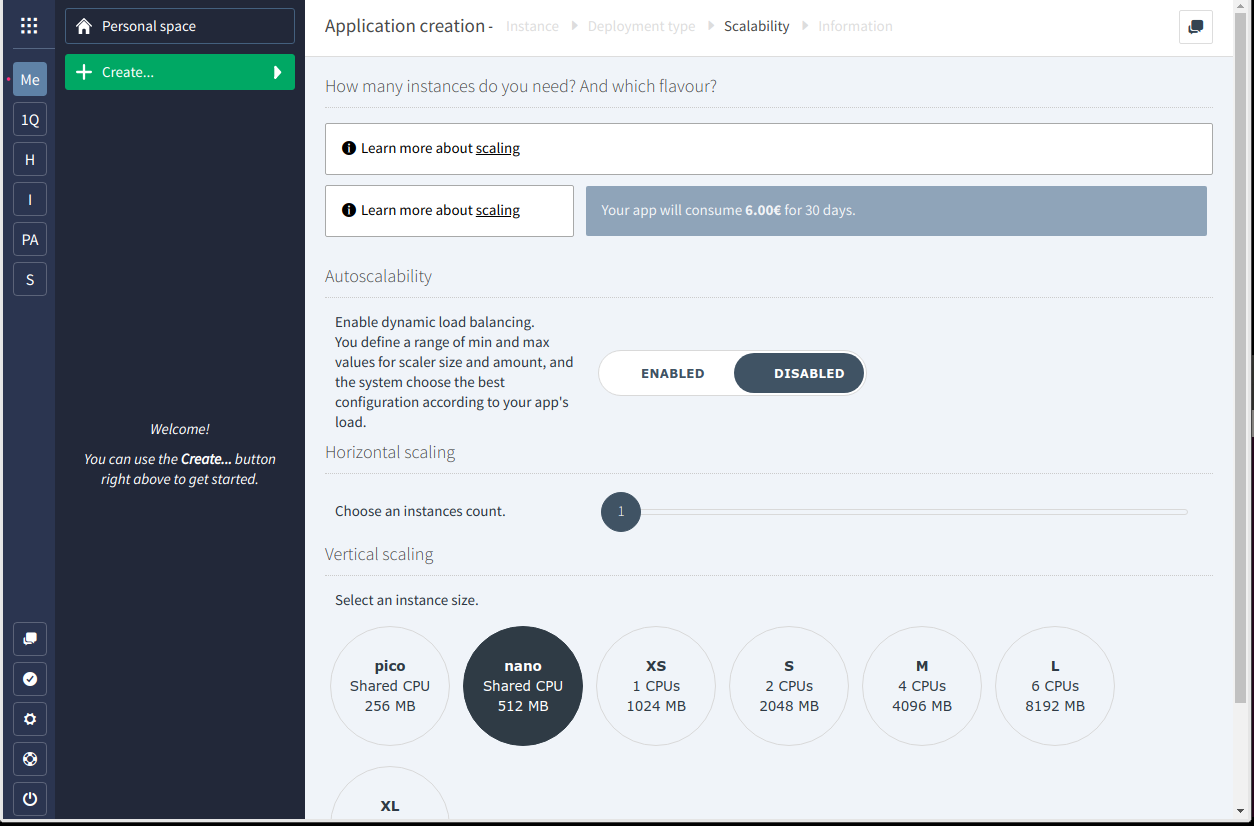 Personal space
Create...
Me
1Q
H
I
PA
S
Welcome!
You can use the Create... button
right above to get started.
Application creation - Instance Deployment type Scalability Information
How many instances do you need? And which flavour?
Learn more about scaling
Learn more about scaling
Your app will consume 6.00€ for 30 days.
Autoscalability
Enable dynamic load balancing.
You define a range of min and max
values for scaler size and amount, and
the system choose the best
configuration according to your app's
load.
ENABLED DISABLED
Horizontal scaling
Choose an instances count.
1
Vertical scaling
Select an instance size.
pico
Shared CPU
256 MB
nano
Shared CPU
512 MB
XS
1 CPUs
1024 MB
S
2 CPUs
2048 MB
M
4 CPUs
4096 MB
L
6 CPUs
8192 MB
XL